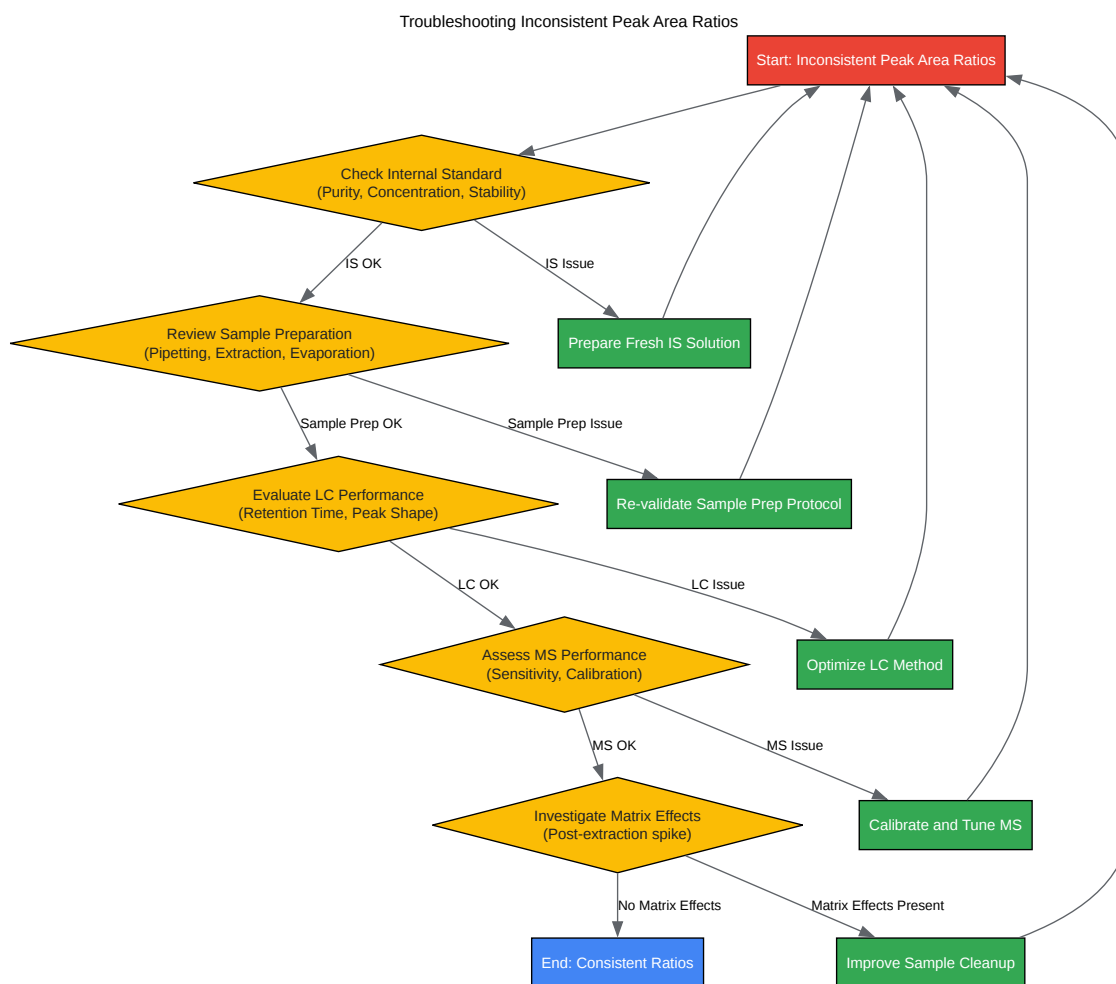 Troubleshooting Inconsistent Peak Area Ratios
Start: Inconsistent Peak Area Ratios
Check Internal Standard
(Purity, Concentration, Stability)
IS OK
IS Issue
Review Sample Preparation
(Pipetting, Extraction, Evaporation)
Prepare Fresh IS Solution
Sample Prep OK
Sample Prep Issue
Evaluate LC Performance
(Retention Time, Peak Shape)
Re-validate Sample Prep Protocol
LC OK
LC Issue
Assess MS Performance
(Sensitivity, Calibration)
Optimize LC Method
MS OK
MS Issue
Investigate Matrix Effects
(Post-extraction spike)
Calibrate and Tune MS
No Matrix Effects
Matrix Effects Present
End: Consistent Ratios
Improve Sample Cleanup